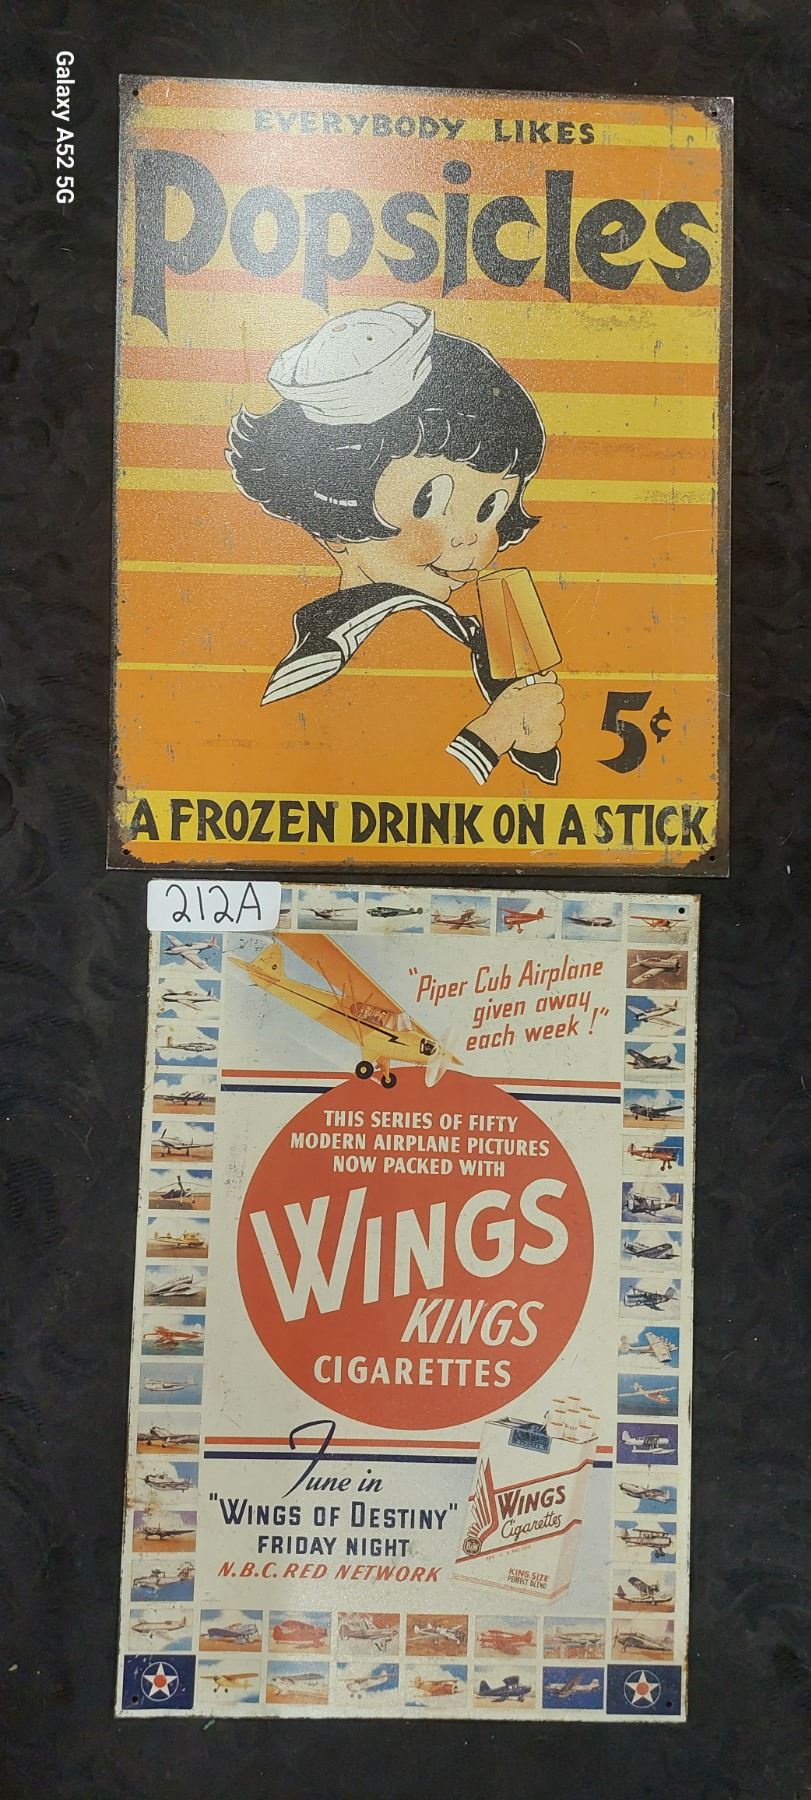 Galaxy A52 5G
EVERYBODY LIKES
Popsicles
5¢
A FROZEN DRINK ON A STICK
212A
"Piper Cub Airplane
given away
each week!"
THIS SERIES OF FIFTY
MODERN AIRPLANE PICTURES
NOW PACKED WITH
WINGS
KINGS
CIGARETTES
Tune in
"WINGS OF DESTINY"
FRIDAY NIGHT
N.B.C. RED NETWORK
WINGS
Cigarettes
KING SIZE
PERFECT BLEND